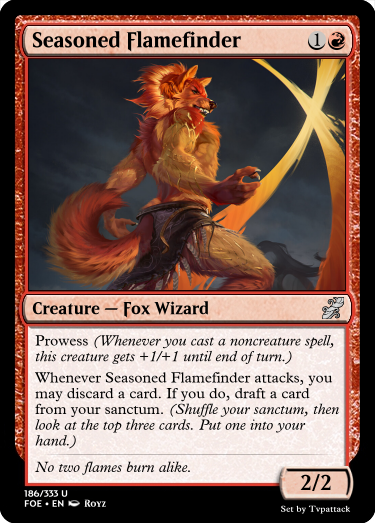 Seasoned Flamefinder 1
Creature — Fox Wizard
Prowess (Whenever you cast a noncreature spell,
this creature gets +1/+1 until end of turn.)
Whenever Seasoned Flamefinder attacks, you
may discard a card. If you do, draft a card
from your sanctum. (Shuffle your sanctum, then
look at the top three cards. Put one into your
hand.)
No two flames burn alike.
2/2
186/333 U
FOE • EN Royz
Set by Tvpattack